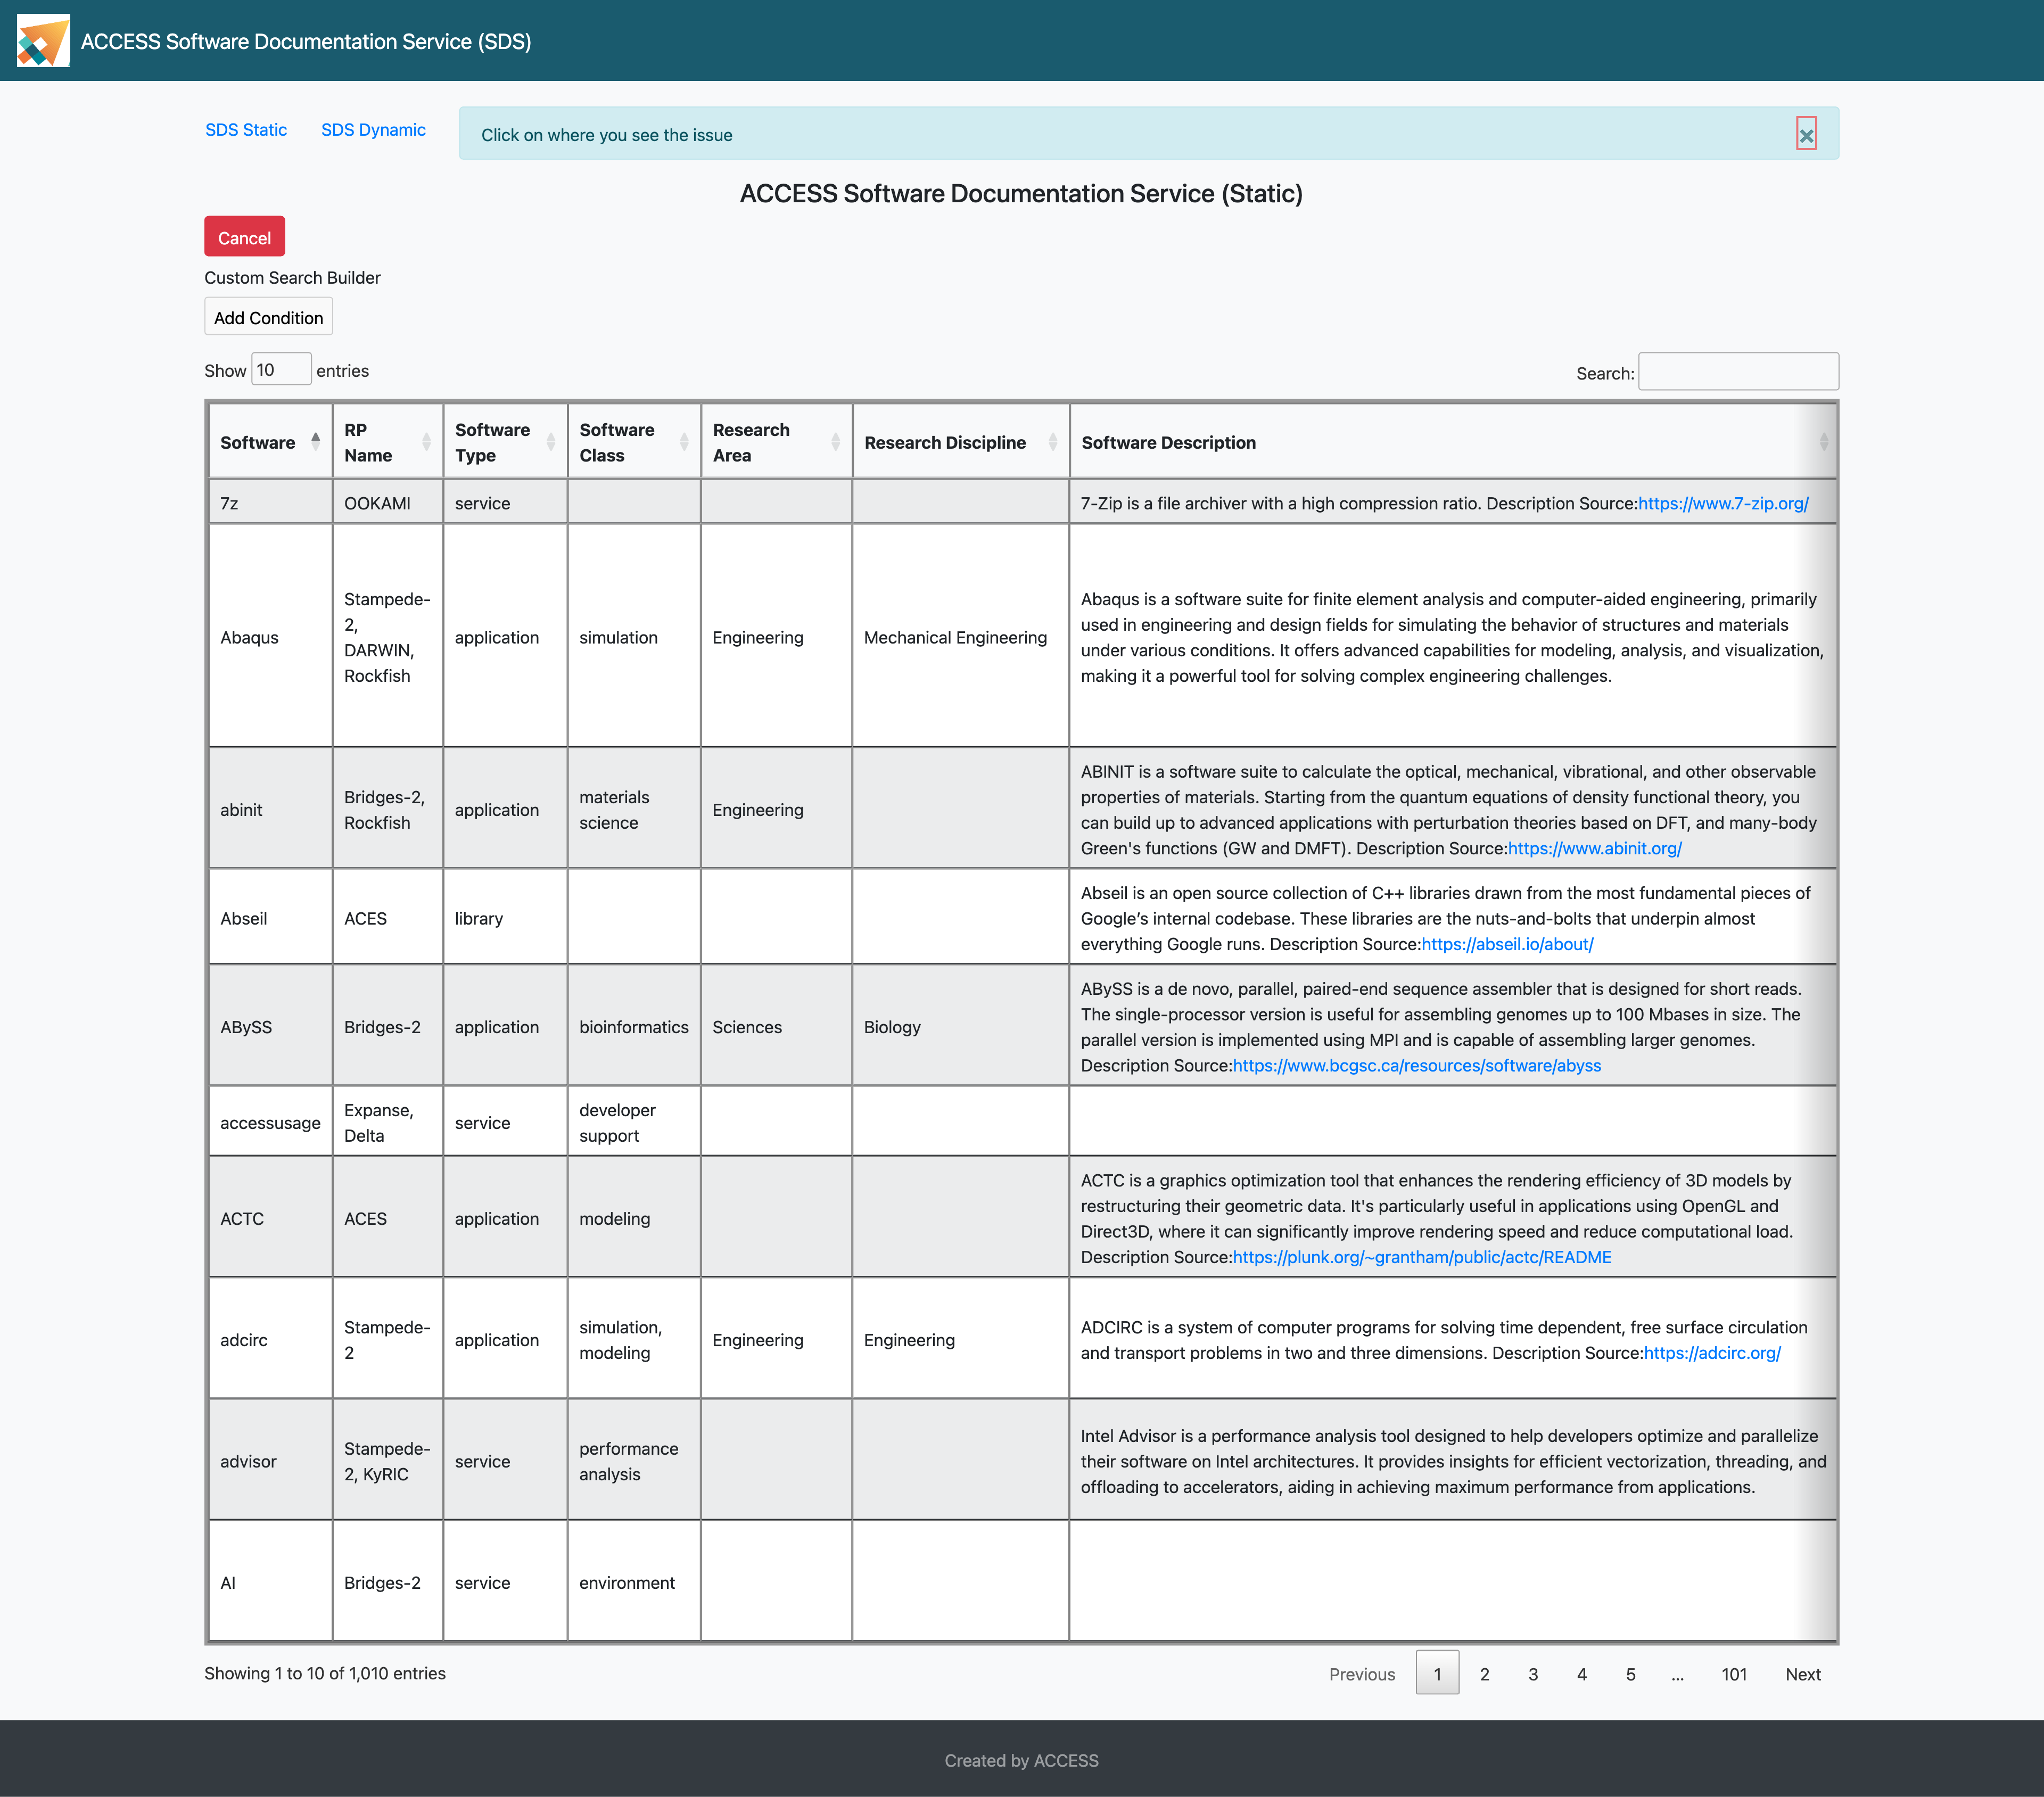 ACCESS Software Documentation Service (SDS)
SDS Static
SDS Dynamic
Click on where you see the issue
×
ACCESS Software Documentation Service (Static)
Cancel
Custom Search Builder
Add Condition
Show 10 entries
Search:
Software
RP
Name
Software
Type
Software
Class
Research
Area
Research Discipline
Software Description
7z
OOKAMI
service
7-Zip is a file archiver with a high compression ratio. Description Source:https://www.7-zip.org/
Abaqus
Stampede-
2,
DARWIN,
Rockfish
application
simulation
Engineering
Mechanical Engineering
Abaqus is a software suite for finite element analysis and computer-aided engineering, primarily
used in engineering and design fields for simulating the behavior of structures and materials
under various conditions. It offers advanced capabilities for modeling, analysis, and visualization,
making it a powerful tool for solving complex engineering challenges.
abinit
Bridges-2,
Rockfish
application
materials
science
Engineering
ABINIT is a software suite to calculate the optical, mechanical, vibrational, and other observable
properties of materials. Starting from the quantum equations of density functional theory, you
can build up to advanced applications with perturbation theories based on DFT, and many-body
Green's functions (GW and DMFT). Description Source:https://www.abinit.org/
Abseil
ACES
library
Abseil is an open source collection of C++ libraries drawn from the most fundamental pieces of
Google’s internal codebase. These libraries are the nuts-and-bolts that underpin almost
everything Google runs. Description Source:https://abseil.io/about/
ABySS
Bridges-2
application
bioinformatics
Sciences
Biology
ABySS is a de novo, parallel, paired-end sequence assembler that is designed for short reads.
The single-processor version is useful for assembling genomes up to 100 Mbases in size. The
parallel version is implemented using MPI and is capable of assembling larger genomes.
Description Source:https://www.bcgsc.ca/resources/software/abyss
accessusage
Expanse,
Delta
service
developer
support
ACTC
ACES
application
modeling
ACTC is a graphics optimization tool that enhances the rendering efficiency of 3D models by
restructuring their geometric data. It's particularly useful in applications using OpenGL and
Direct3D, where it can significantly improve rendering speed and reduce computational load.
Description Source:https://plunk.org/~grantham/public/actc/README
adcirc
Stampede-
2
application
simulation,
modeling
Engineering
Engineering
ADCIRC is a system of computer programs for solving time dependent, free surface circulation
and transport problems in two and three dimensions. Description Source:https://adcirc.org/
advisor
Stampede-
2, KyRIC
service
performance
analysis
Intel Advisor is a performance analysis tool designed to help developers optimize and parallelize
their software on Intel architectures. It provides insights for efficient vectorization, threading, and
offloading to accelerators, aiding in achieving maximum performance from applications.
AI
Bridges-2
service
environment
Showing 1 to 10 of 1,010 entries
Previous 1 2 3 4 5 … 101 Next
Created by ACCESS